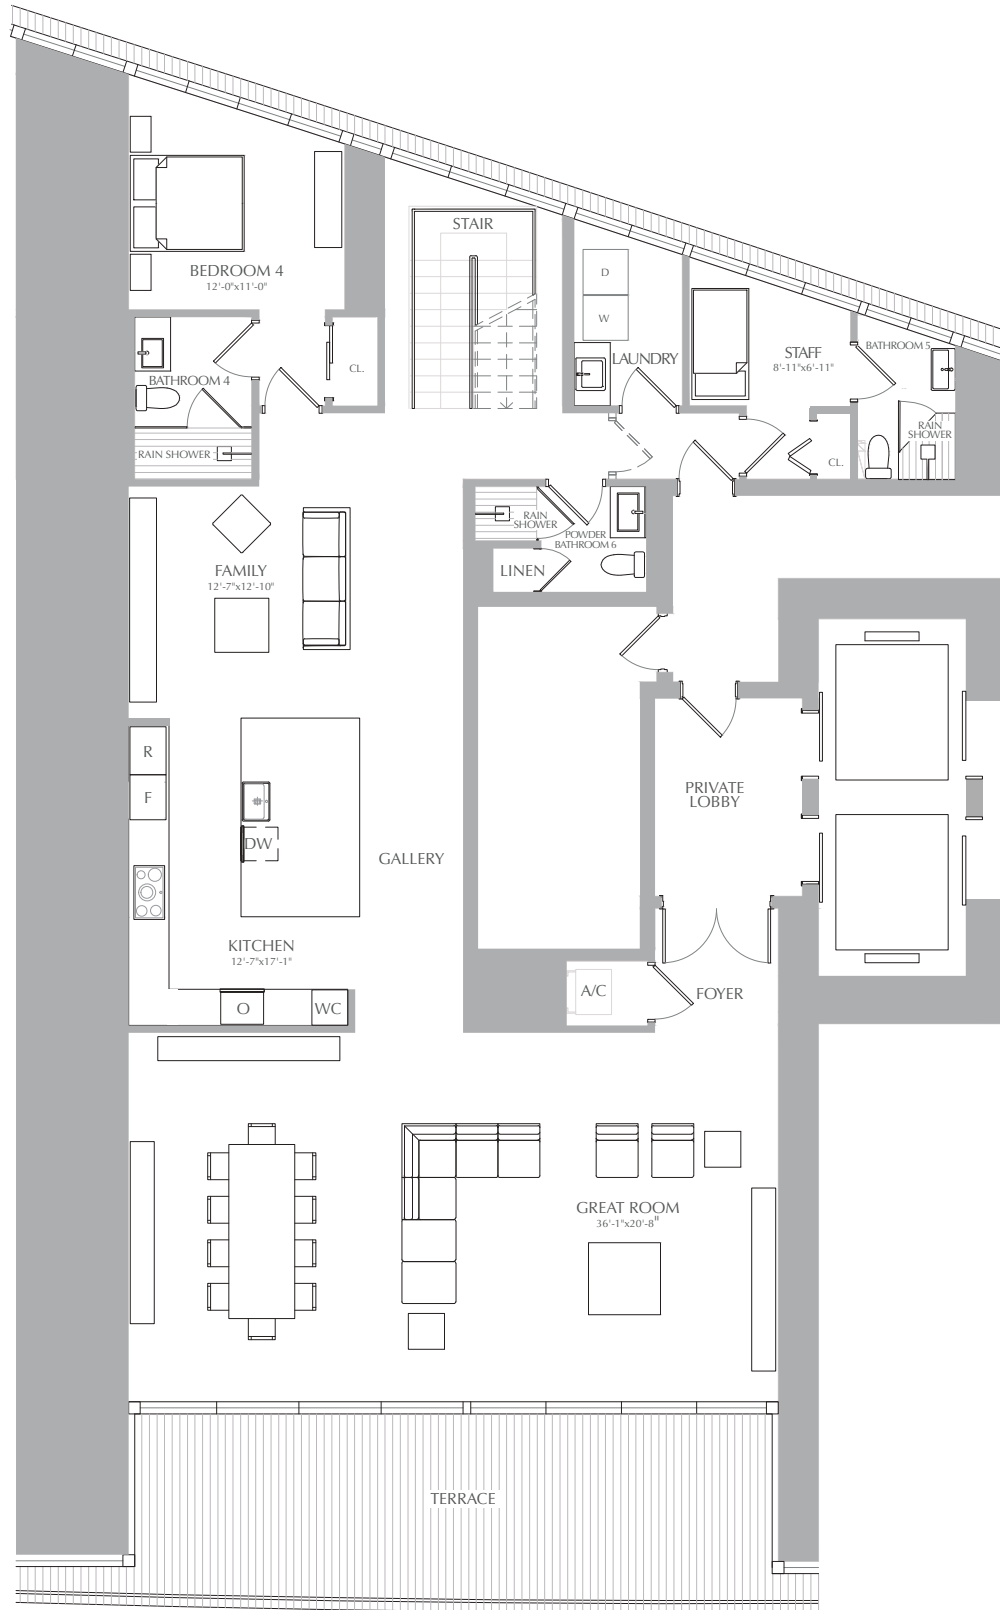 STAIR
D
BEDROOM 4
12'-0"x11'-0"
W
BATHROOM 5
LAUNDRY
STAFF
8'-11"x6'-11"
CL.
BATHROOM 4
RAIN
SHOWER
RAIN SHOWER
CL.
RAIN
SHOWER
POWDER
BATHROOM 6
FAMILY
12'-7"x12'-10"
LINEN
R
F
PRIVATE
LOBBY
DW
GALLERY
KITCHEN
12'-7"x17'-1"
A/C
FOYER
O
WC
GREAT ROOM
36'-1"x20'-8"
TERRACE